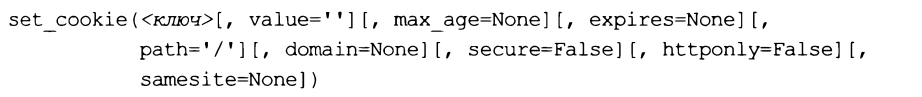 set_cookie(<ключ>[, value=''][, max_age=None][, expires=None][,
path='/'][, domain=None][, secure=False][, httponly=False][,
samesite=None])